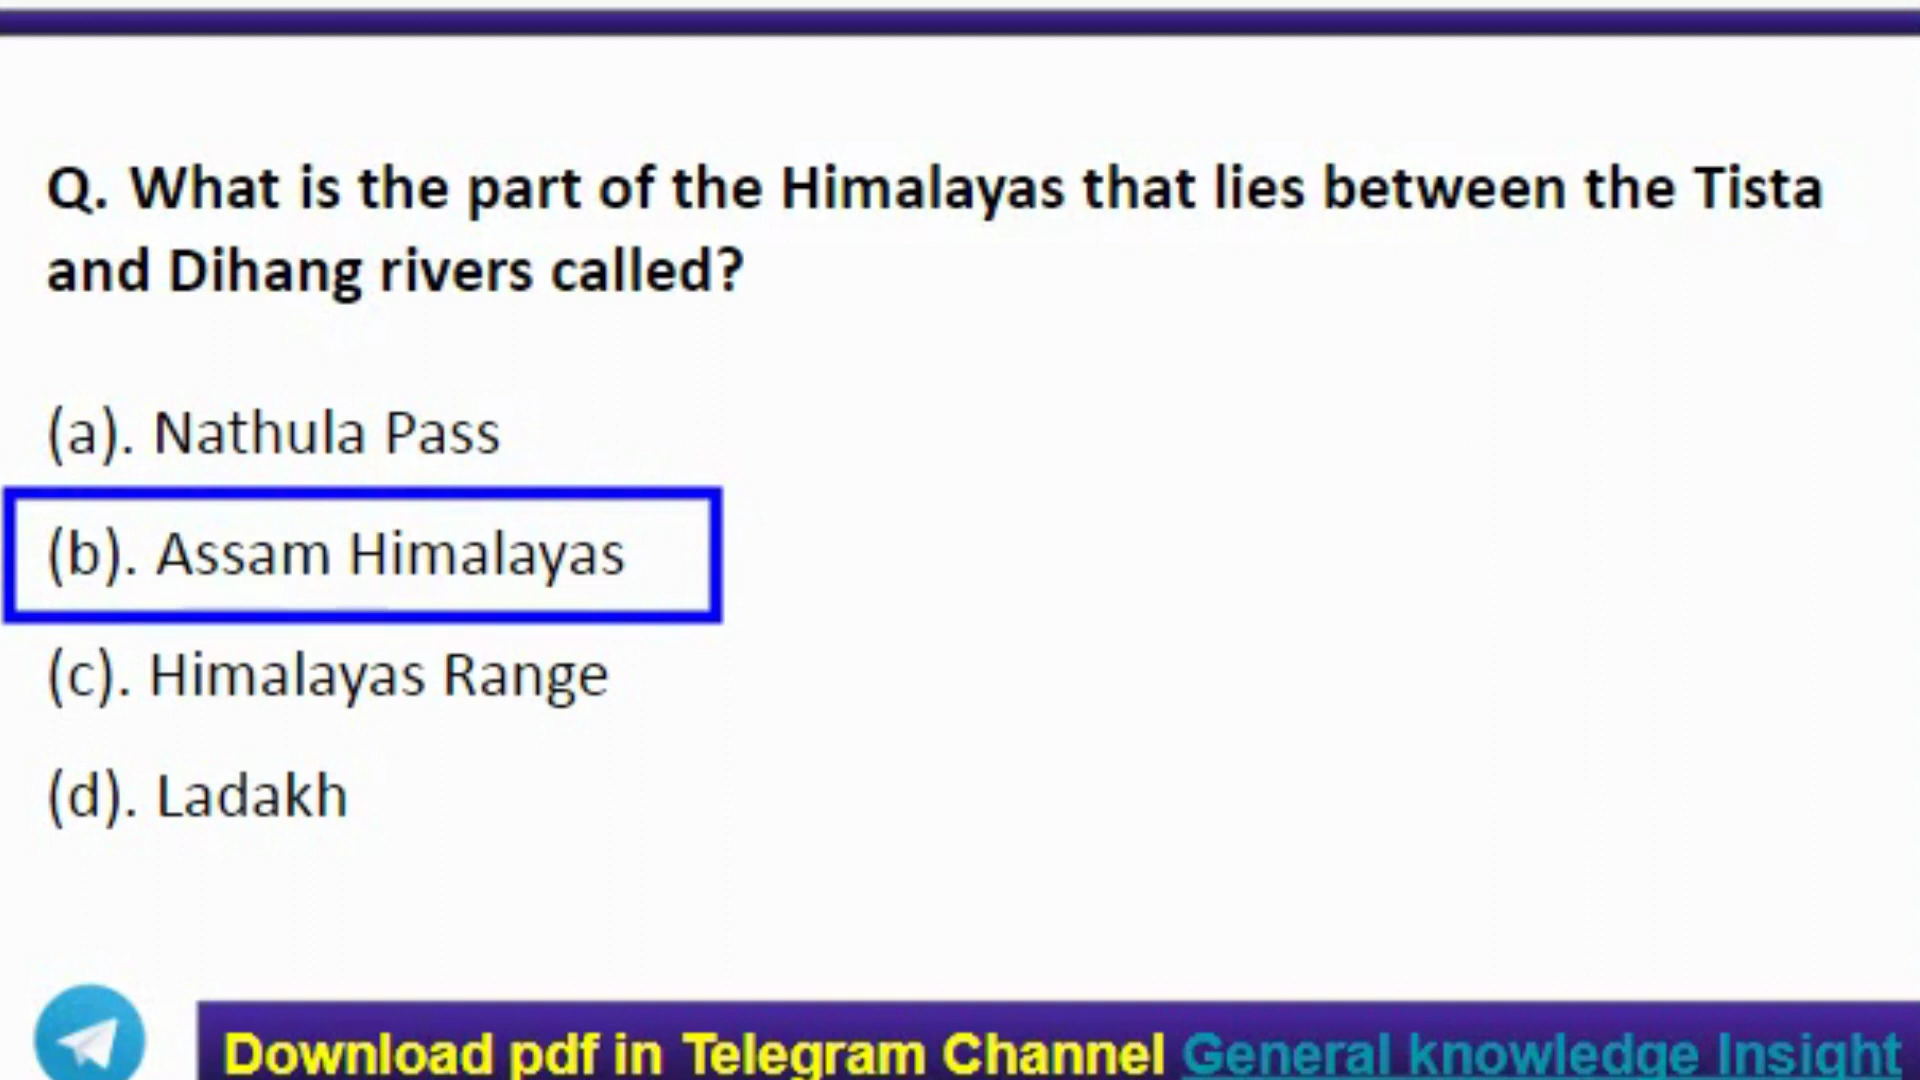 Q. What is the part of the Himalayas that lies between the Tista
and Dihang rivers called?
(a). Nathula Pass
(b). Assam Himalayas
(c). Himalayas Range
(d). Ladakh
Download pdf in Telegram Channel General knowledge Insight